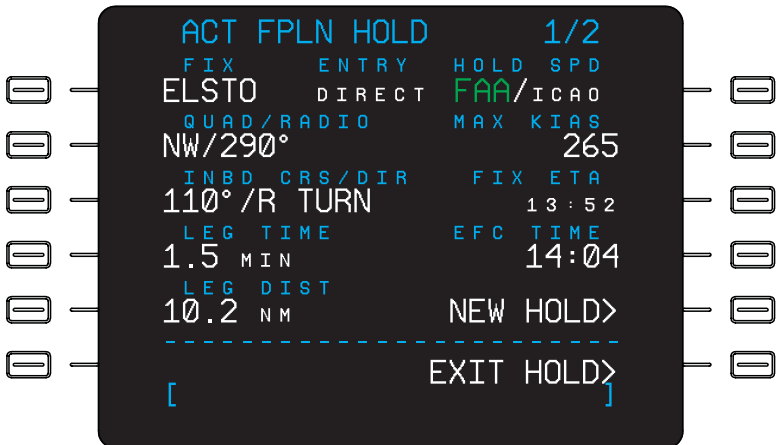 ACT FPLN HOLD 1/2
FIX ENTRY HOLD SPD
ELSTO DIRECT FAA/ICAO
QUAD/RADIO MAX KIAS
NW/290° 265
INBD CRS/DIR FIX ETA
110°/R TURN 13:52
LEG TIME EFC TIME
1.5 MIN 14:04
LEG DIST
10.2 NM NEW HOLD>
--------------------------
EXIT HOLD>
[ ]